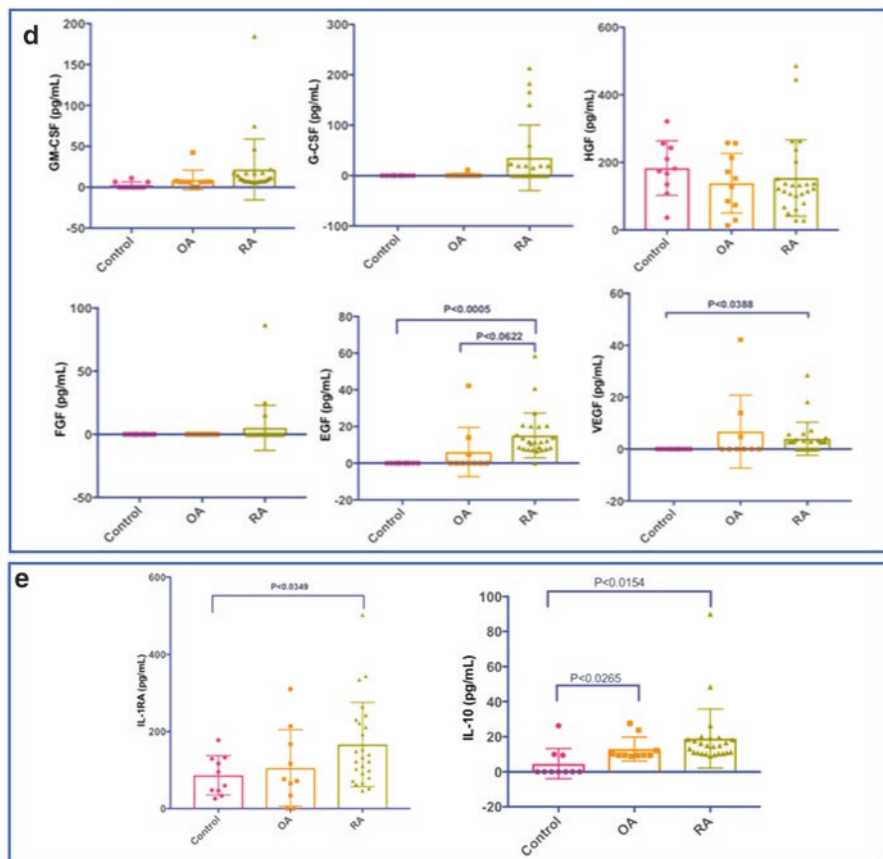 d
GM-CSF (pg/mL)
200
150
100
50
0
-50
Control
OA
RA
G-CSF (pg/mL)
300
200
100
0
-100
Control
OA
RA
HGF (pg/mL)
600
400
200
0
Control
OA
RA
FGF (pg/mL)
100
50
0
-50
Control
OA
RA
EGF (pg/mL)
80
60
40
20
0
-20
P<0.0005
P<0.0622
Control
OA
RA
VEGF (pg/mL)
60
40
20
0
-20
P<0.0388
Control
OA
RA
e
IL-1RA (pg/mL)
600
400
200
0
P<0.0349
Control
OA
RA
IL-10 (pg/mL)
100
80
60
40
20
0
-20
P<0.0154
P<0.0265
Control
OA
RA